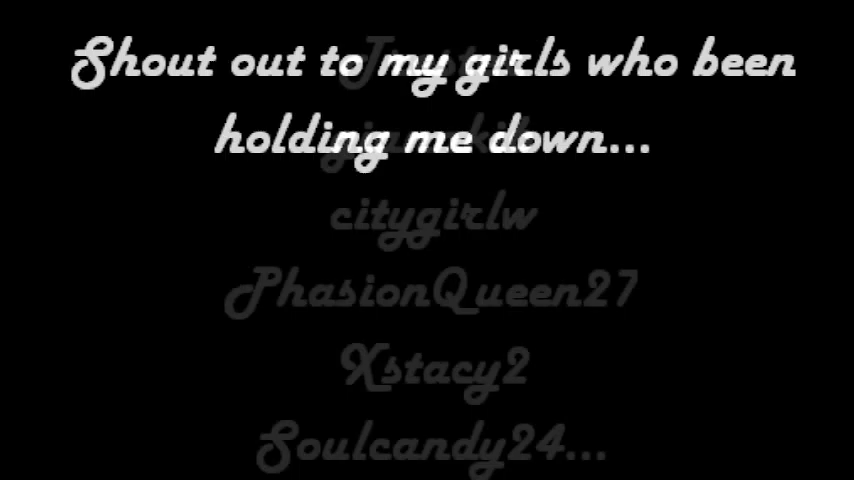 Shout out to my girls who been
holding me down...
citygirlw
PhasionQueen27
Xstacy2
Soulcandy24...